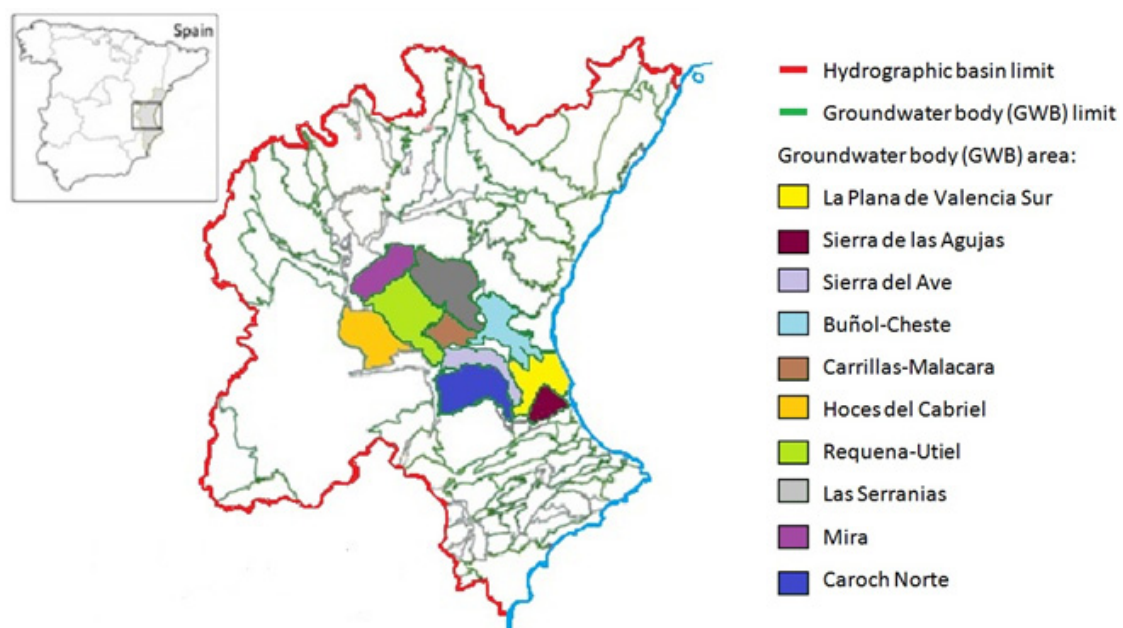 Spain
Hydrographic basin limit
Groundwater body (GWB) limit
Groundwater body (GWB) area:
La Plana de Valencia Sur
Sierra de las Agujas
Sierra del Ave
Buñol-Cheste
Carrillas-Malacara
Hoces del Cabriel
Requena-Utiel
Las Serranias
Mira
Caroch Norte